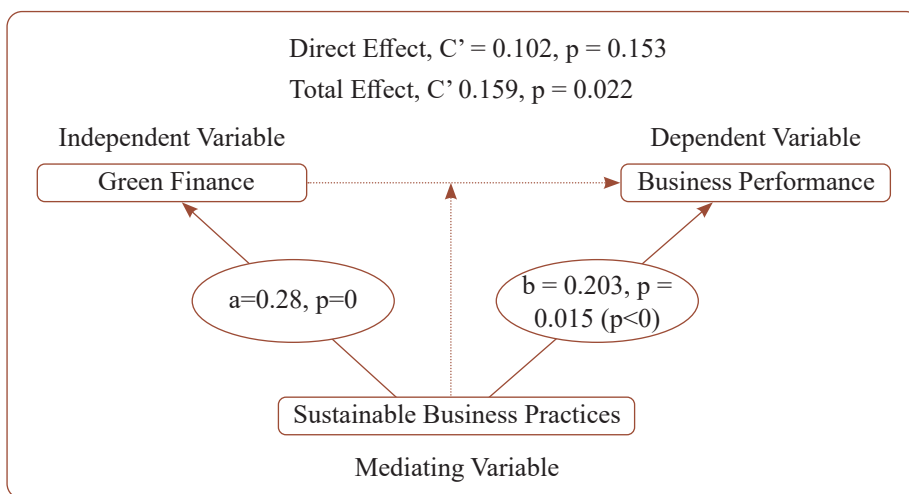 Direct Effect, C’ = 0.102, p = 0.153
Total Effect, C’ 0.159, p = 0.022
Independent Variable
Dependent Variable
Green Finance
Business Performance
a=0.28, p=0
b = 0.203, p =
0.015 (p<0)
Sustainable Business Practices
Mediating Variable